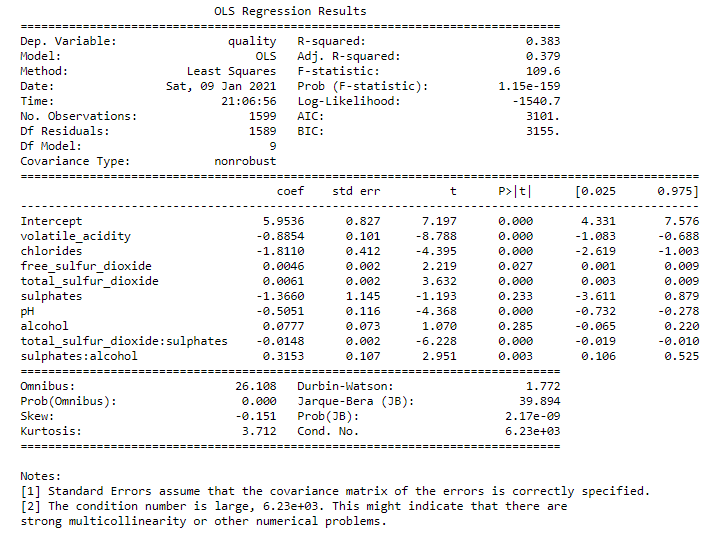 OLS Regression Results
==============================================================================
Dep. Variable: quality R-squared: 0.383
Model: OLS Adj. R-squared: 0.379
Method: Least Squares F-statistic: 109.6
Date: Sat, 09 Jan 2021 Prob (F-statistic): 1.15e-159
Time: 21:06:56 Log-Likelihood: -1540.7
No. Observations: 1599 AIC: 3101.
Df Residuals: 1589 BIC: 3155.
Df Model: 9
Covariance Type: nonrobust
==================================================================================================
coef std err t P>|t| [0.025 0.975]
--------------------------------------------------------------------------------------------------
Intercept 5.9536 0.827 7.197 0.000 4.331 7.576
volatile_acidity -0.8854 0.101 -8.788 0.000 -1.083 -0.688
chlorides -1.8110 0.412 -4.395 0.000 -2.619 -1.003
free_sulfur_dioxide 0.0046 0.002 2.219 0.027 0.001 0.009
total_sulfur_dioxide 0.0061 0.002 3.632 0.000 0.003 0.009
sulphates -1.3660 1.145 -1.193 0.233 -3.611 0.879
pH -0.5051 0.116 -4.368 0.000 -0.732 -0.278
alcohol 0.0777 0.073 1.070 0.285 -0.065 0.220
total_sulfur_dioxide:sulphates -0.0148 0.002 -6.228 0.000 -0.019 -0.010
sulphates:alcohol 0.3153 0.107 2.951 0.003 0.106 0.525
==============================================================================
Omnibus: 26.108 Durbin-Watson: 1.772
Prob(Omnibus): 0.000 Jarque-Bera (JB): 39.894
Skew: -0.151 Prob(JB): 2.17e-09
Kurtosis: 3.712 Cond. No. 6.23e+03
==============================================================================
Notes:
[1] Standard Errors assume that the covariance matrix of the errors is correctly specified.
[2] The condition number is large, 6.23e+03. This might indicate that there are
strong multicollinearity or other numerical problems.